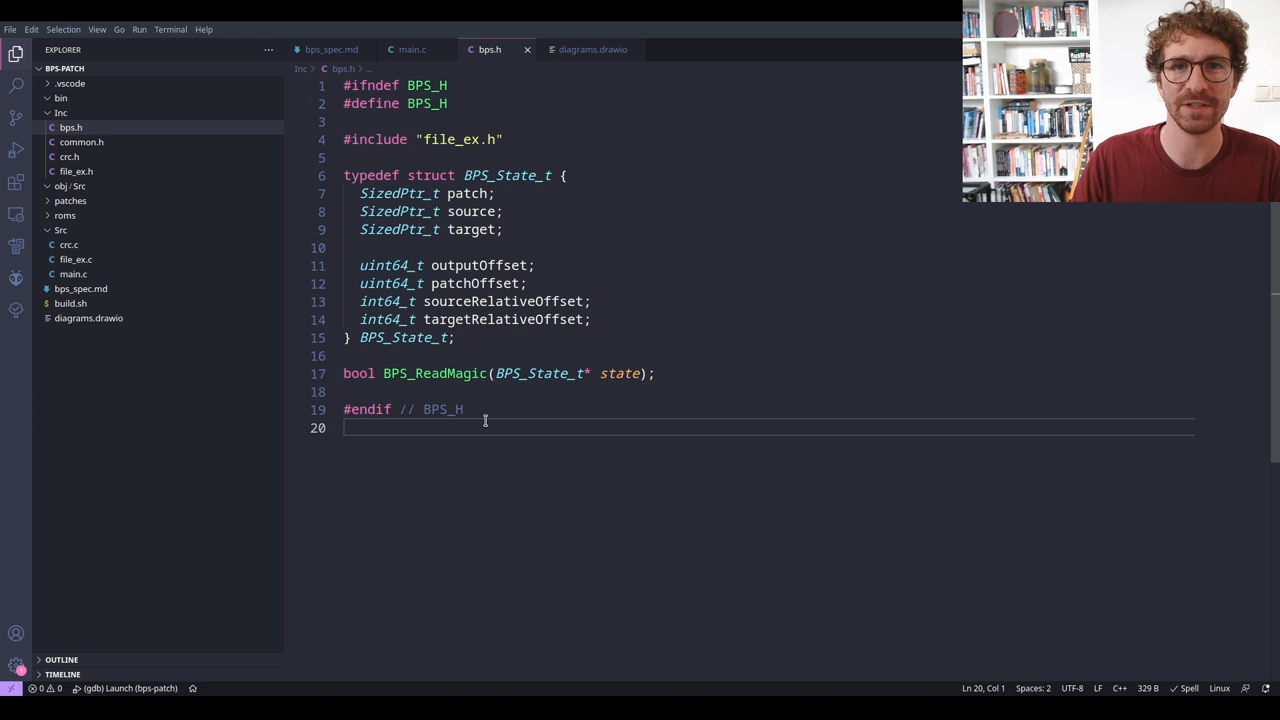 File Edit Selection View Go Run Terminal Help
EXPLORER
BPS-PATCH
.vscode
bin
Inc
C bps.h
C common.h
C crc.h
C file_ex.h
obj / Src
patches
roms
Src
C crc.c
C file_ex.c
C main.c
bps_spec.md
$ build.sh
diagrams.drawio
OUTLINE
TIMELINE
bps_spec.md
C main.c
C bps.h
diagrams.drawio
Inc > C bps.h > ...
1 #ifndef BPS_H
2 #define BPS_H
3
4 #include "file_ex.h"
5
6 typedef struct BPS_State_t {
7 SizedPtr_t patch;
8 SizedPtr_t source;
9 SizedPtr_t target;
10
11 uint64_t outputOffset;
12 uint64_t patchOffset;
13 int64_t sourceRelativeOffset;
14 int64_t targetRelativeOffset;
15 } BPS_State_t;
16
17 bool BPS_ReadMagic(BPS_State_t* state);
18
19 #endif // BPS_H
20
1
0 0 (gdb) Launch (bps-patch)
Ln 20, Col 1 Spaces: 2 UTF-8 LF C++ 329 B Spell Linux